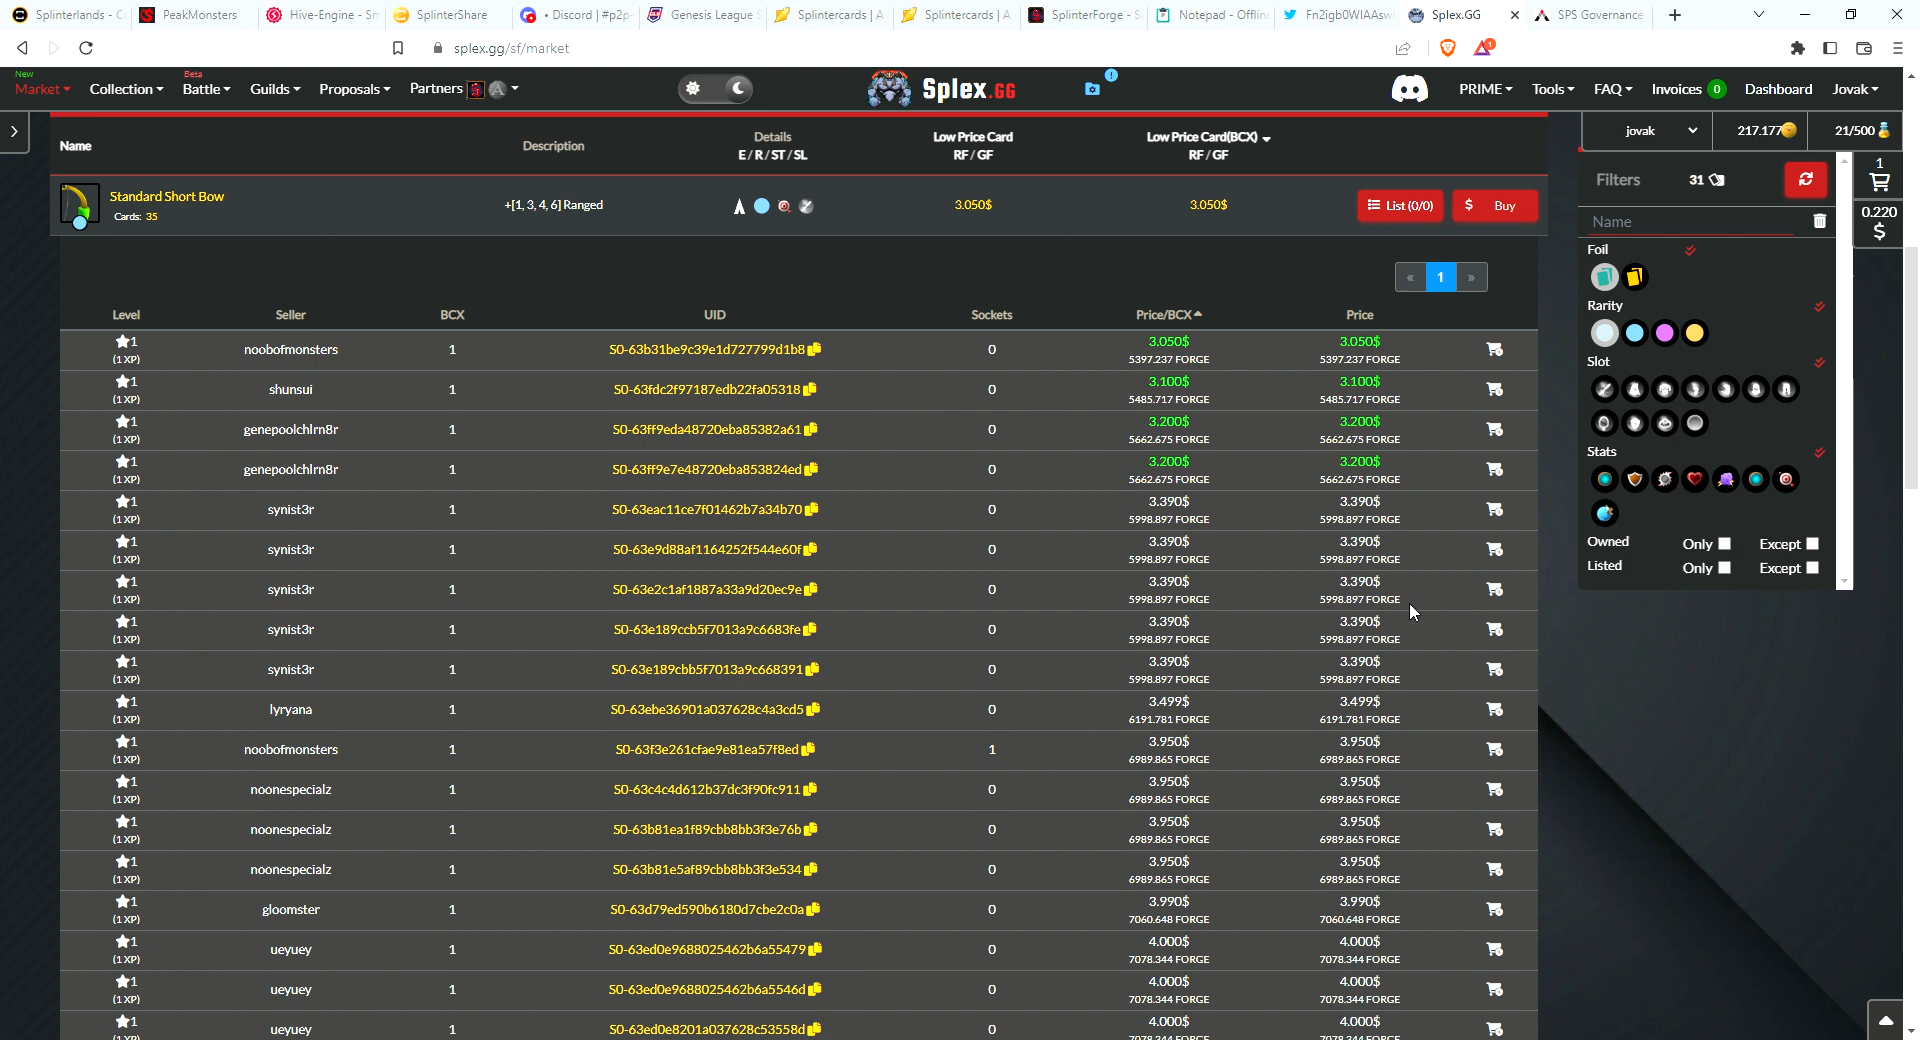 Splinterlands - C
PeakMonsters
Hive-Engine - Sm
SplinterShare
• Discord | #p2p-
Genesis League
Splintercards | A
Splintercards | A
SplinterForge - S
Notepad - Offline
Fn2igb0WIAAsw
Splex.GG
SPS Governance
splex.gg/sf/market
New
Market
Collection
Beta
Battle
Guilds
Proposals
Partners
Splex.GG
PRIME
Tools
FAQ
Invoices 0
Dashboard
Jovak
Name
Description
Details
E / R / ST / SL
Low Price Card
RF / GF
Low Price Card(BCX)
RF / GF
Standard Short Bow
Cards: 35
+[1, 3, 4, 6] Ranged
3.050$
3.050$
List (0/0)
$ Buy
« 1 »
Level Seller BCX UID Sockets Price/BCX Price
1 (1 XP) noobofmonsters 1 S0-63b31be9c39e1d727799d1b8 0 3.050$ 5397.237 FORGE 3.050$ 5397.237 FORGE
1 (1 XP) shunsui 1 S0-63fdc2f97187edb22fa05318 0 3.100$ 5485.717 FORGE 3.100$ 5485.717 FORGE
1 (1 XP) genepoolchlrn8r 1 S0-63ff9eda48720eba85382a61 0 3.200$ 5662.675 FORGE 3.200$ 5662.675 FORGE
1 (1 XP) genepoolchlrn8r 1 S0-63ff9e7e48720eba853824ed 0 3.200$ 5662.675 FORGE 3.200$ 5662.675 FORGE
1 (1 XP) synist3r 1 S0-63eac11ce7f01462b7a34b70 0 3.390$ 5998.897 FORGE 3.390$ 5998.897 FORGE
1 (1 XP) synist3r 1 S0-63e9d88af1164252f544e60f 0 3.390$ 5998.897 FORGE 3.390$ 5998.897 FORGE
1 (1 XP) synist3r 1 S0-63e2c1af1887a33a9d20ec9e 0 3.390$ 5998.897 FORGE 3.390$ 5998.897 FORGE
1 (1 XP) synist3r 1 S0-63e189ccb5f7013a9c6683fe 0 3.390$ 5998.897 FORGE 3.390$ 5998.897 FORGE
1 (1 XP) synist3r 1 S0-63e189cbb5f7013a9c668391 0 3.390$ 5998.897 FORGE 3.390$ 5998.897 FORGE
1 (1 XP) lyryana 1 S0-63ebe36901a037628c4a3cd5 0 3.499$ 6191.781 FORGE 3.499$ 6191.781 FORGE
1 (1 XP) noobofmonsters 1 S0-63f3e261cfae9e81ea57f8ed 1 3.950$ 6989.865 FORGE 3.950$ 6989.865 FORGE
1 (1 XP) noonespecialz 1 S0-63c4c4d612b37dc3f90fc911 0 3.950$ 6989.865 FORGE 3.950$ 6989.865 FORGE
1 (1 XP) noonespecialz 1 S0-63b81ea1f89cbb8bb3f3e76b 0 3.950$ 6989.865 FORGE 3.950$ 6989.865 FORGE
1 (1 XP) noonespecialz 1 S0-63b81e5af89cbb8bb3f3e534 0 3.950$ 6989.865 FORGE 3.950$ 6989.865 FORGE
1 (1 XP) gloomster 1 S0-63d79ed590b6180d7cbe2c0a 0 3.990$ 7060.648 FORGE 3.990$ 7060.648 FORGE
1 (1 XP) ueyuey 1 S0-63ed0e9688025462b6a55479 0 4.000$ 7078.344 FORGE 4.000$ 7078.344 FORGE
1 (1 XP) ueyuey 1 S0-63ed0e9688025462b6a5546d 0 4.000$ 7078.344 FORGE 4.000$ 7078.344 FORGE
1 (1 XP) ueyuey 1 S0-63ed0e8201a037628c53558d 0 4.000$ 7078.344 FORGE 4.000$ 7078.344 FORGE
jovak
217.177
21/500
Filters
31
1
0.220
$
Name
Foil
Rarity
Slot
Stats
Owned Only Except
Listed Only Except